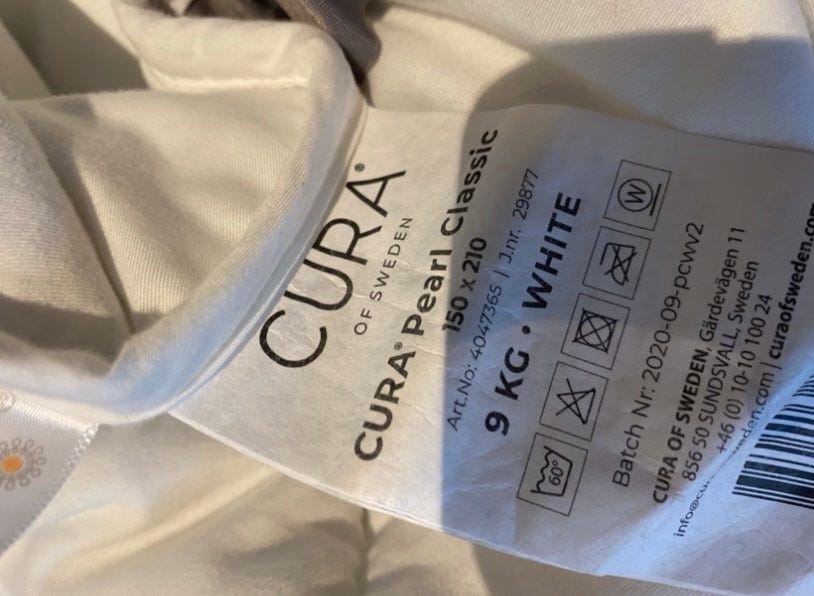 CURA®
OF SWEDEN
CURA® Pearl Classic
150 x 210
Art.No: 4047365 | J.nr. 29877
9 KG • WHITE
60°
W
Batch Nr: 2020-09-pcwv2
CURA OF SWEDEN, Gärdevägen 11
856 50 SUNDSVALL, Sweden
+46 (0) 10-10 100 24
| curaofsweden.com